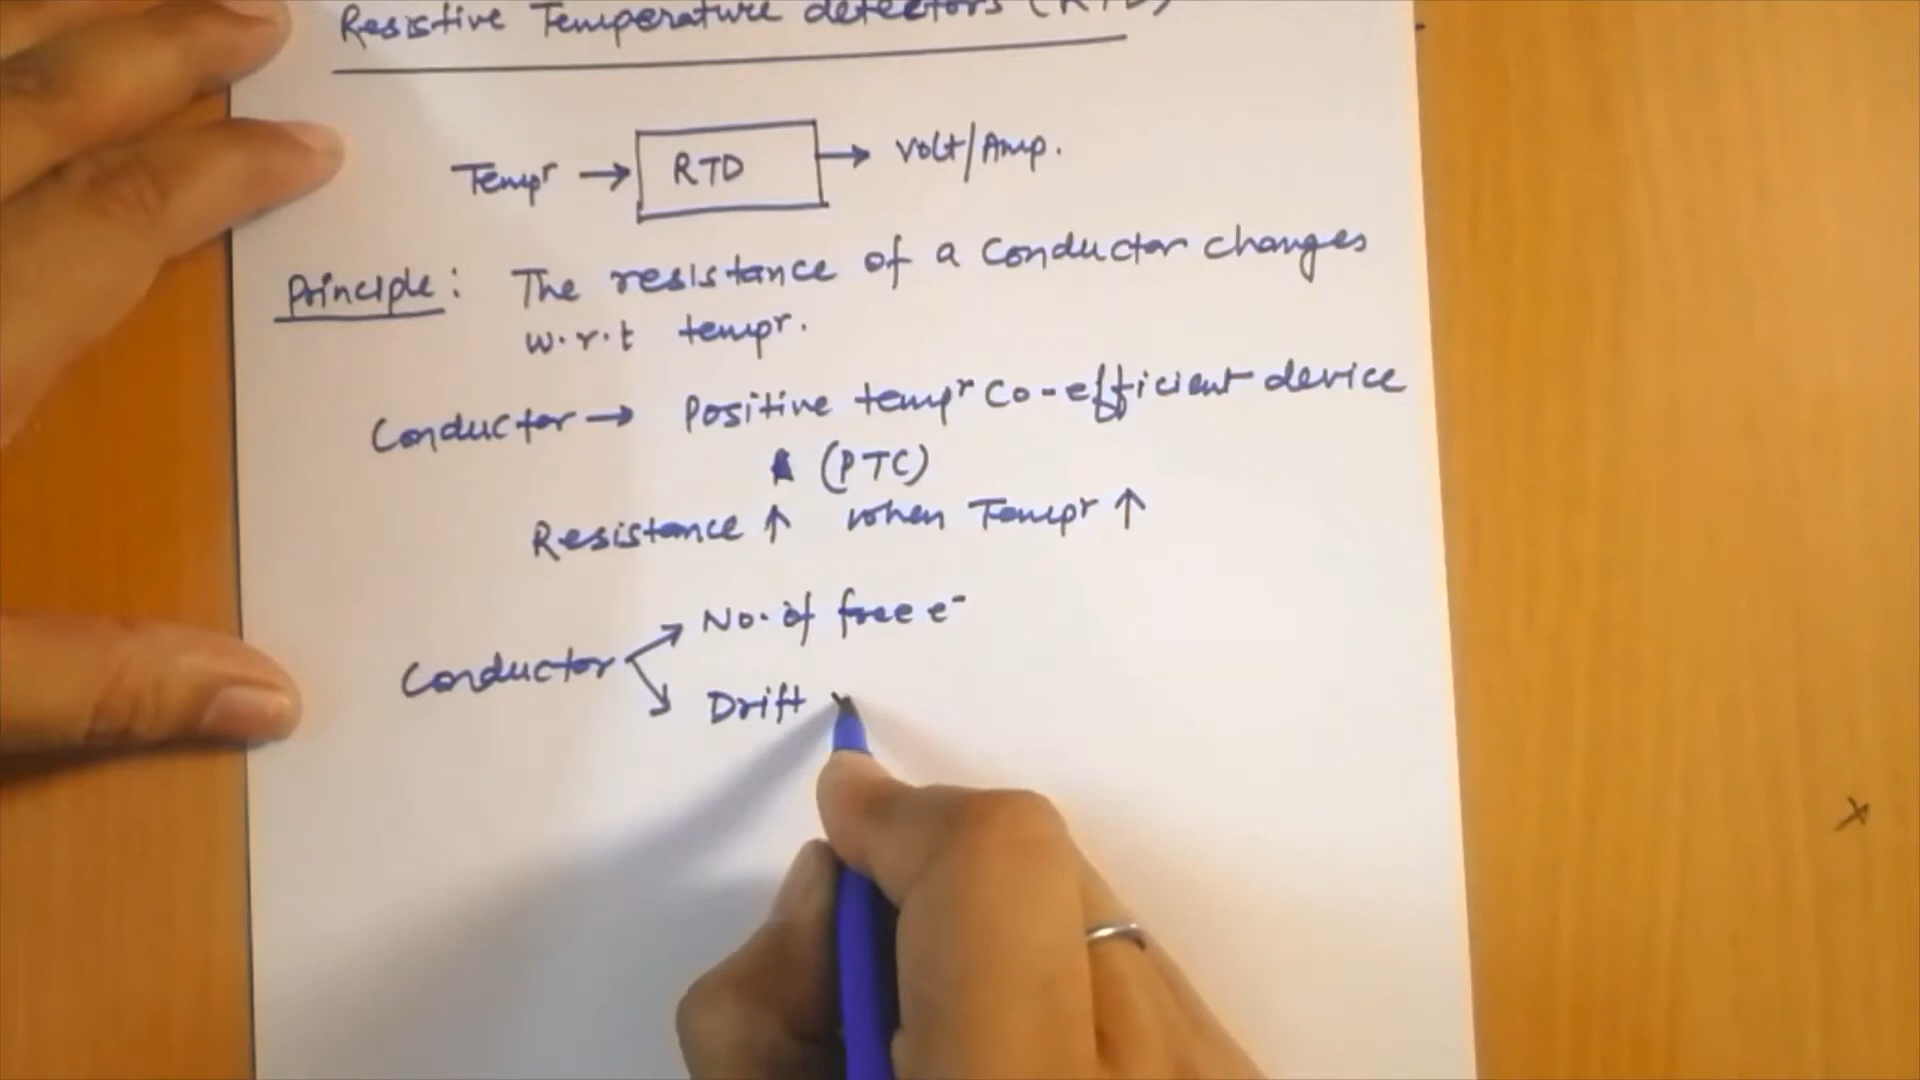 Resistive Temperature detectors (RTD)
Tempr → RTD → Volt/Amp.
Principle: The resistance of a conductor changes
w.r.t tempr.
Conductor → Positive tempr Co-efficient device
(PTC)
Resistance ↑ when Tempr ↑
No. of free e-
Conductor
Drift